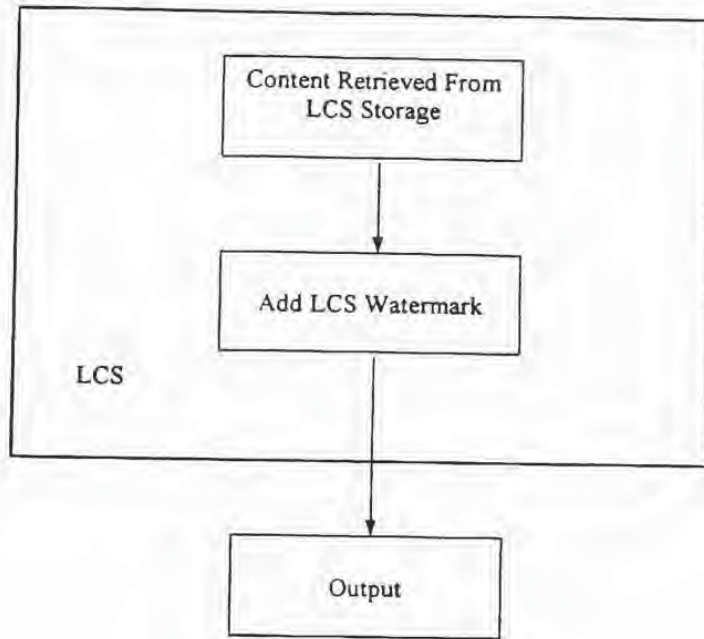 Content Retrieved From
LCS Storage
Add LCS Watermark
LCS
Output